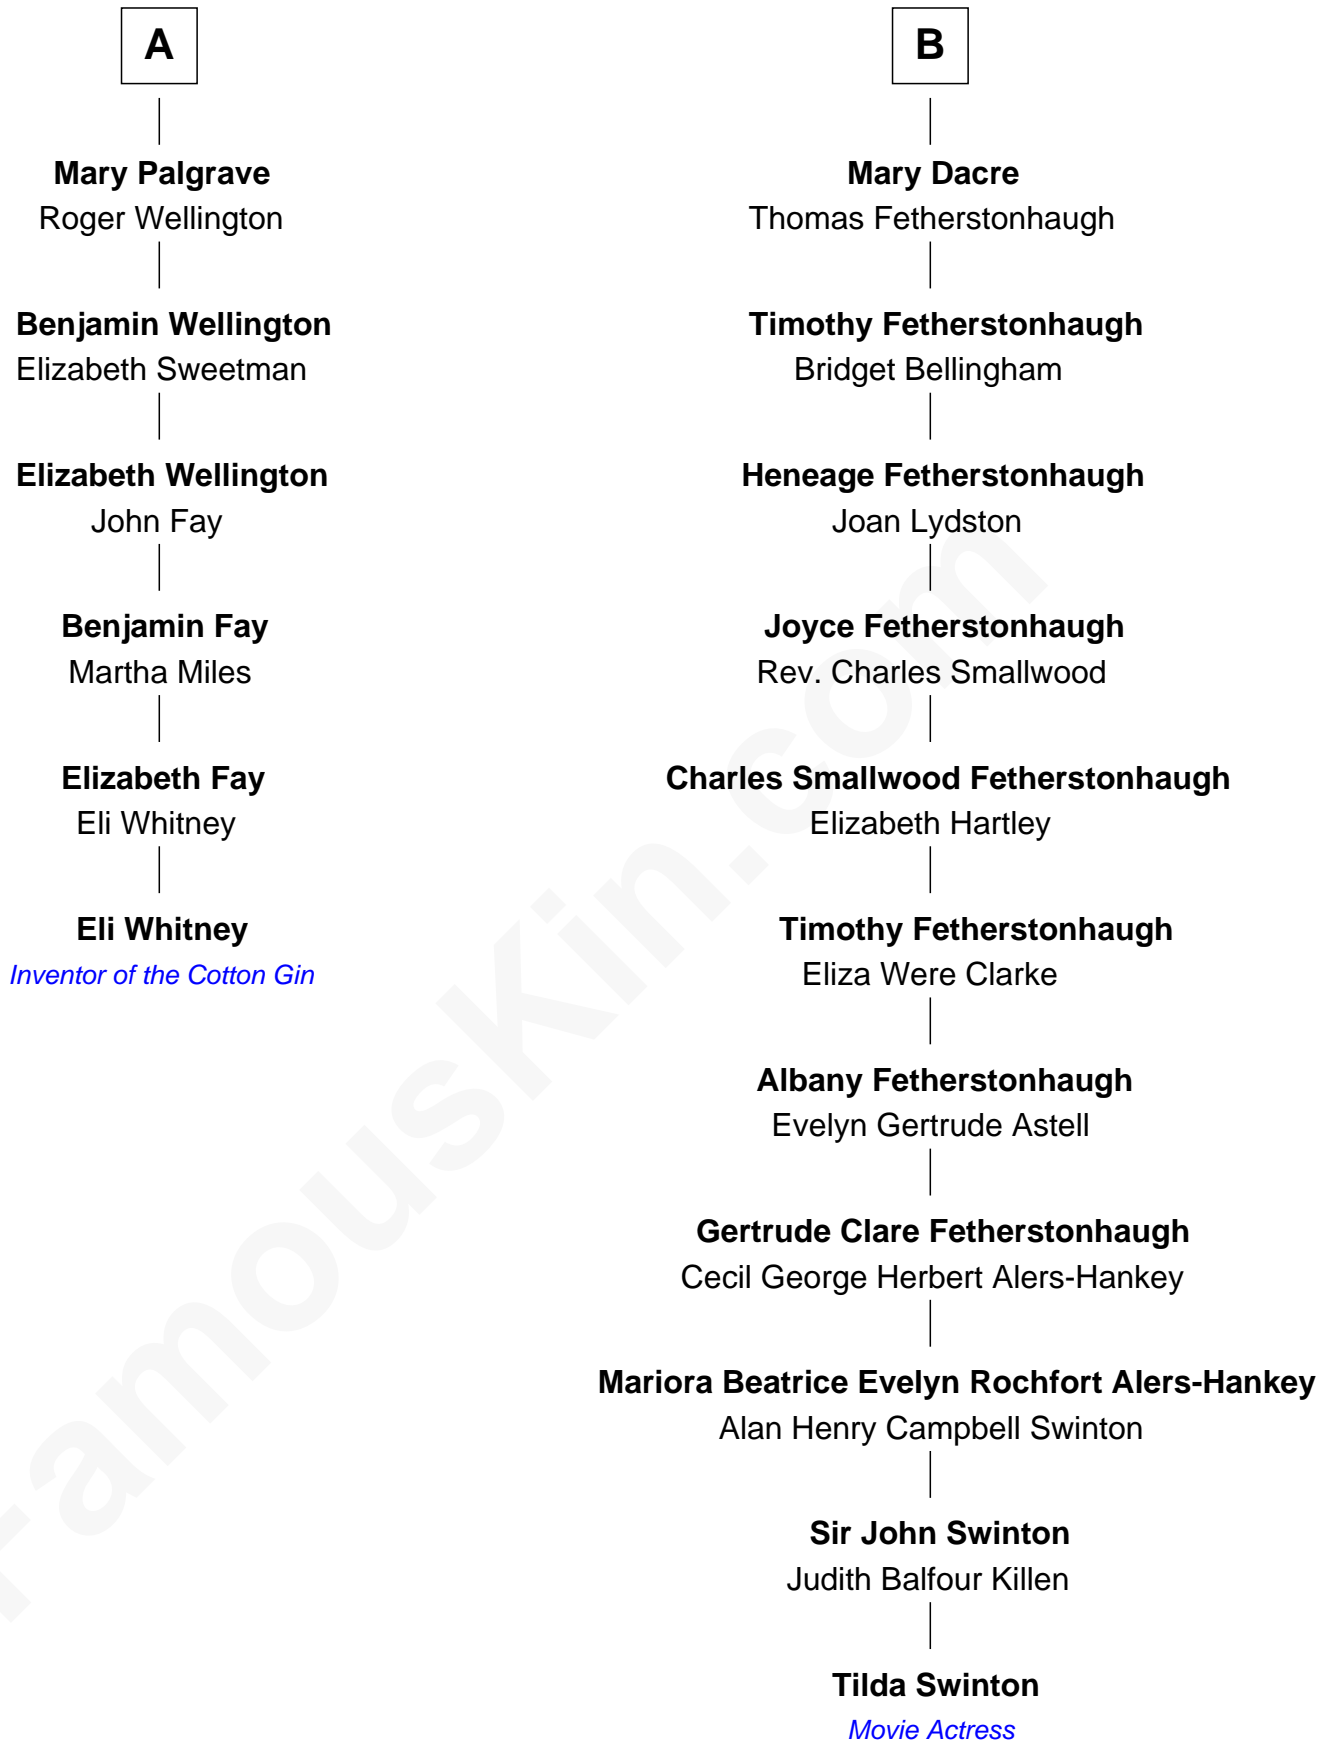 A
Mary Palgrave
Roger Wellington
Benjamin Wellington
Elizabeth Sweetman
Elizabeth Wellington
John Fay
Benjamin Fay
Martha Miles
Elizabeth Fay
Eli Whitney
Eli Whitney
Inventor of the Cotton Gin
B
Mary Dacre
Thomas Fetherstonhaugh
Timothy Fetherstonhaugh
Bridget Bellingham
Heneage Fetherstonhaugh
Joan Lydston
Joyce Fetherstonhaugh
Rev. Charles Smallwood
Charles Smallwood Fetherstonhaugh
Elizabeth Hartley
Timothy Fetherstonhaugh
Eliza Were Clarke
Albany Fetherstonhaugh
Evelyn Gertrude Astell
Gertrude Clare Fetherstonhaugh
Cecil George Herbert Alers-Hankey
Mariora Beatrice Evelyn Rochfort Alers-Hankey
Alan Henry Campbell Swinton
Sir John Swinton
Judith Balfour Killen
Tilda Swinton
Movie Actress
FamousKin.com